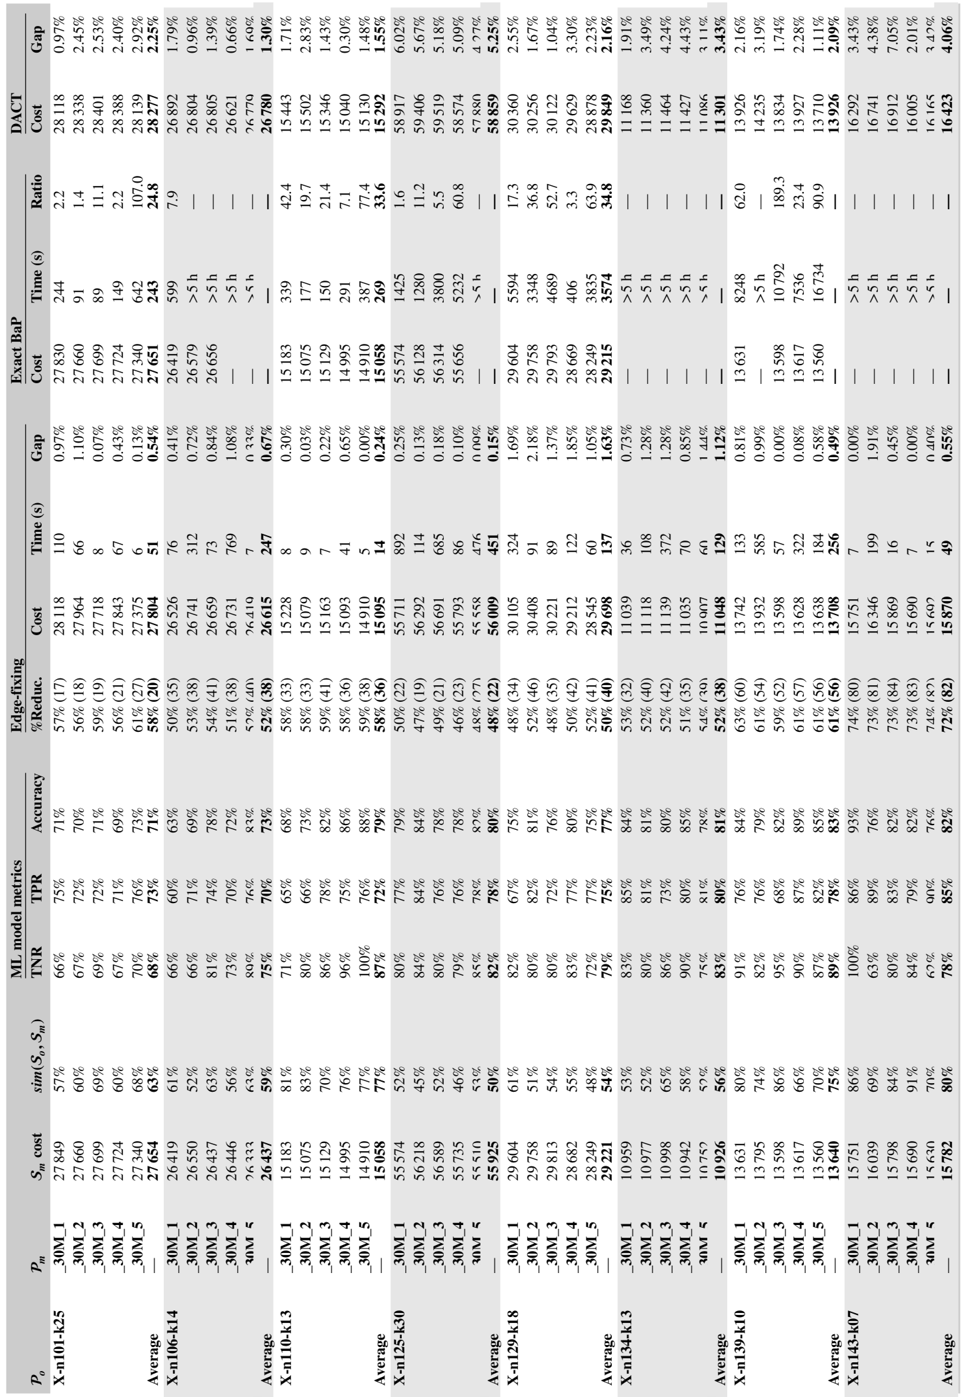 ML model metrics Edge-fixing Exact BaP DACT
𝒫ₒ 𝒫ₘ 𝒮ₘ cost sim(𝒮ₒ, 𝒮ₘ) TNR TPR Accuracy %Reduc. Cost Time (s) Gap Cost Time (s) Ratio Cost Gap
X-n101-k25 _30M_1 27 849 57% 66% 75% 71% 57% (17) 28 118 110 0.97% 27 830 244 2.2 28 118 0.97%
_30M_2 27 660 60% 67% 72% 70% 56% (18) 27 964 66 1.10% 27 660 91 1.4 28 338 2.45%
_30M_3 27 699 69% 69% 72% 71% 59% (19) 27 718 8 0.07% 27 699 89 11.1 28 401 2.53%
_30M_4 27 724 60% 67% 71% 69% 56% (21) 27 843 67 0.43% 27 724 149 2.2 28 388 2.40%
_30M_5 27 340 68% 70% 76% 73% 61% (27) 27 375 6 0.13% 27 340 642 107.0 28 139 2.92%
Average — 27 654 63% 68% 73% 71% 58% (20) 27 804 51 0.54% 27 651 243 24.8 28 277 2.25%
X-n106-k14 _30M_1 26 419 61% 66% 60% 63% 50% (35) 26 526 76 0.41% 26 419 599 7.9 26 892 1.79%
_30M_2 26 550 52% 66% 71% 69% 53% (38) 26 741 312 0.72% 26 579 >5 h — 26 804 0.96%
_30M_3 26 437 63% 81% 74% 78% 54% (41) 26 659 73 0.84% 26 656 >5 h — 26 805 1.39%
_30M_4 26 446 56% 73% 70% 72% 51% (38) 26 731 769 1.08% — >5 h — 26 621 0.66%
_30M_5 26 333 63% 89% 76% 83% 52% (40) 26 419 7 0.33% — >5 h — 26 779 1.69%
Average — 26 437 59% 75% 70% 73% 52% (38) 26 615 247 0.67% — — — 26 780 1.30%
X-n110-k13 _30M_1 15 183 81% 71% 65% 68% 58% (33) 15 228 8 0.30% 15 183 339 42.4 15 443 1.71%
_30M_2 15 075 83% 80% 66% 73% 58% (33) 15 079 9 0.03% 15 075 177 19.7 15 502 2.83%
_30M_3 15 129 70% 86% 78% 82% 59% (41) 15 163 7 0.22% 15 129 150 21.4 15 346 1.43%
_30M_4 14 995 76% 96% 75% 86% 58% (36) 15 093 41 0.65% 14 995 291 7.1 15 040 0.30%
_30M_5 14 910 77% 100% 76% 88% 59% (38) 14 910 5 0.00% 14 910 387 77.4 15 130 1.48%
Average — 15 058 77% 87% 72% 79% 58% (36) 15 095 14 0.24% 15 058 269 33.6 15 292 1.55%
X-n125-k30 _30M_1 55 574 52% 80% 77% 79% 50% (22) 55 711 892 0.25% 55 574 1425 1.6 58 917 6.02%
_30M_2 56 218 45% 84% 84% 84% 47% (19) 56 292 114 0.13% 56 128 1280 11.2 59 406 5.67%
_30M_3 56 589 52% 80% 76% 78% 49% (21) 56 691 685 0.18% 56 314 3800 5.5 59 519 5.18%
_30M_4 55 735 46% 79% 76% 78% 46% (23) 55 793 86 0.10% 55 656 5232 60.8 58 574 5.09%
_30M_5 55 510 53% 85% 78% 82% 48% (27) 55 558 476 0.09% — >5 h — 57 880 4.27%
Average — 55 925 50% 82% 78% 80% 48% (22) 56 009 451 0.15% — — — 58 859 5.25%
X-n129-k18 _30M_1 29 604 61% 82% 67% 75% 48% (34) 30 105 324 1.69% 29 604 5594 17.3 30 360 2.55%
_30M_2 29 758 51% 80% 82% 81% 52% (46) 30 408 91 2.18% 29 758 3348 36.8 30 256 1.67%
_30M_3 29 813 54% 80% 72% 76% 48% (35) 30 221 89 1.37% 29 793 4689 52.7 30 122 1.04%
_30M_4 28 682 55% 83% 77% 80% 50% (42) 29 212 122 1.85% 28 669 406 3.3 29 629 3.30%
_30M_5 28 249 48% 72% 77% 75% 52% (41) 28 545 60 1.05% 28 249 3835 63.9 28 878 2.23%
Average — 29 221 54% 79% 75% 77% 50% (40) 29 698 137 1.63% 29 215 3574 34.8 29 849 2.16%
X-n134-k13 _30M_1 10 959 53% 83% 85% 84% 53% (32) 11 039 36 0.73% — >5 h — 11 168 1.91%
_30M_2 10 977 52% 80% 81% 81% 52% (40) 11 118 108 1.28% — >5 h — 11 360 3.49%
_30M_3 10 998 65% 86% 73% 80% 52% (42) 11 139 372 1.28% — >5 h — 11 464 4.24%
_30M_4 10 942 58% 90% 80% 85% 51% (35) 11 035 70 0.85% — >5 h — 11 427 4.43%
_30M_5 10 752 52% 75% 81% 78% 54% (39) 10 907 60 1.44% — >5 h — 11 086 3.11%
Average — 10 926 56% 83% 80% 81% 52% (38) 11 048 129 1.12% — — — 11 301 3.43%
X-n139-k10 _30M_1 13 631 80% 91% 76% 84% 63% (60) 13 742 133 0.81% 13 631 8248 62.0 13 926 2.16%
_30M_2 13 795 74% 82% 76% 79% 61% (54) 13 932 585 0.99% — >5 h — 14 235 3.19%
_30M_3 13 598 86% 95% 68% 82% 59% (52) 13 598 57 0.00% 13 598 10 792 189.3 13 834 1.74%
_30M_4 13 617 66% 90% 87% 89% 61% (57) 13 628 322 0.08% 13 617 7536 23.4 13 927 2.28%
_30M_5 13 560 70% 87% 82% 85% 61% (56) 13 638 184 0.58% 13 560 16 734 90.9 13 710 1.11%
Average — 13 640 75% 89% 78% 83% 61% (56) 13 708 256 0.49% — — — 13 926 2.09%
X-n143-k07 _30M_1 15 751 86% 100% 86% 93% 74% (80) 15 751 7 0.00% — >5 h — 16 292 3.43%
_30M_2 16 039 69% 63% 89% 76% 73% (81) 16 346 199 1.91% — >5 h — 16 741 4.38%
_30M_3 15 798 84% 80% 83% 82% 73% (84) 15 869 16 0.45% — >5 h — 16 912 7.05%
_30M_4 15 690 91% 84% 79% 82% 73% (83) 15 690 7 0.00% — >5 h — 16 005 2.01%
_30M_5 15 630 70% 62% 90% 76% 74% (82) 15 692 15 0.40% — >5 h — 16 165 3.42%
Average — 15 782 80% 78% 85% 82% 72% (82) 15 870 49 0.55% — — — 16 423 4.06%